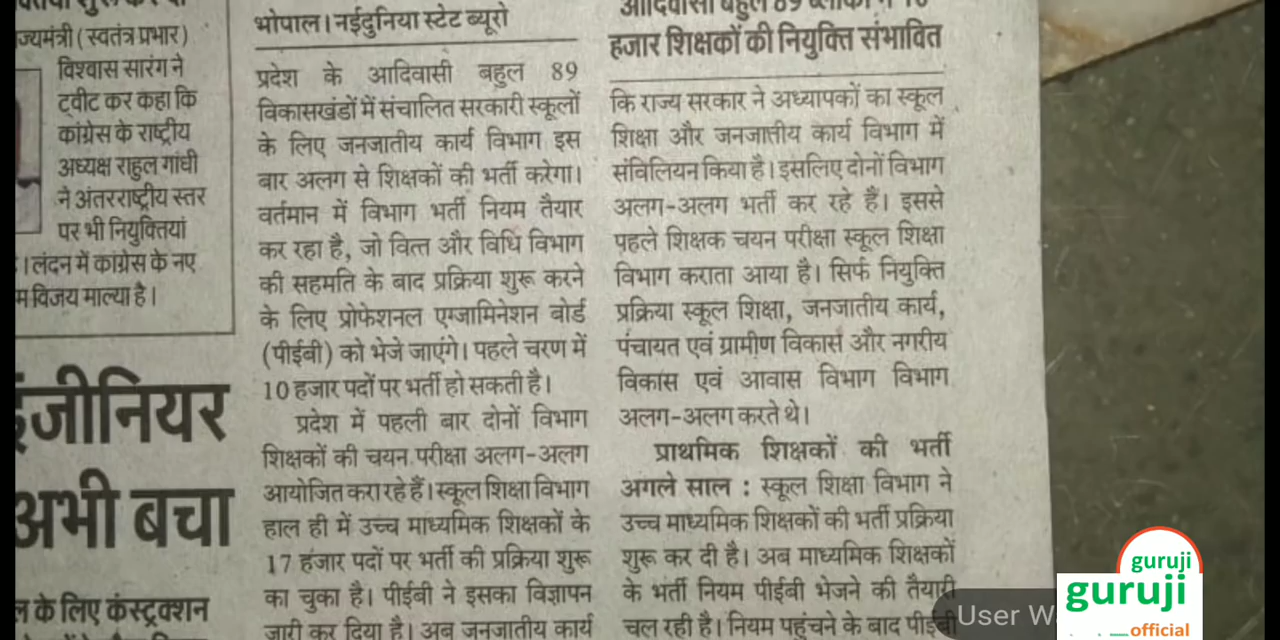 ज्यमंत्री (स्वतंत्र प्रभार)
विश्वास सारंग ने
ट्वीट कर कहा कि
कांग्रेस के राष्ट्रीय
अध्यक्ष राहुल गांधी
ने अंतरराष्ट्रीय स्तर
पर भी नियुक्तियां
। लंदन में कांग्रेस के नए
म विजय माल्या है।
इंजीनियर
अभी बचा
ल के लिए कंस्ट्रक्शन
भोपाल। नईदुनिया स्टेट ब्यूरो
प्रदेश के आदिवासी बहुल 89
विकासखंडों में संचालित सरकारी स्कूलों
के लिए जनजातीय कार्य विभाग इस
बार अलग से शिक्षकों की भर्ती करेगा।
वर्तमान में विभाग भर्ती नियम तैयार
कर रहा है, जो वित्त और विधि विभाग
की सहमति के बाद प्रक्रिया शुरू करने
के लिए प्रोफेशनल एग्जामिनेशन बोर्ड
(पीईबी) को भेजे जाएंगे। पहले चरण में
10 हजार पदों पर भर्ती हो सकती है।
प्रदेश में पहली बार दोनों विभाग
शिक्षकों की चयन परीक्षा अलग-अलग
आयोजित करा रहे हैं। स्कूल शिक्षा विभाग
हाल ही में उच्च माध्यमिक शिक्षकों के
17 हजार पदों पर भर्ती की प्रक्रिया शुरू
का चुका है। पीईबी ने इसका विज्ञापन
जारी कर दिया है। अब जनजातीय कार्य
आदिवासी बहुल 89 ब्लॉकों में 10
हजार शिक्षकों की नियुक्ति संभावित
कि राज्य सरकार ने अध्यापकों का स्कूल
शिक्षा और जनजातीय कार्य विभाग में
संविलियन किया है। इसलिए दोनों विभाग
अलग-अलग भर्ती कर रहे हैं। इससे
पहले शिक्षक चयन परीक्षा स्कूल शिक्षा
विभाग कराता आया है। सिर्फ नियुक्ति
प्रक्रिया स्कूल शिक्षा, जनजातीय कार्य,
पंचायत एवं ग्रामीण विकास और नगरीय
विकास एवं आवास विभाग विभाग
अलग-अलग करते थे।
प्राथमिक शिक्षकों की भर्ती
अगले साल : स्कूल शिक्षा विभाग ने
उच्च माध्यमिक शिक्षकों की भर्ती प्रक्रिया
शुरू कर दी है। अब माध्यमिक शिक्षकों
के भर्ती नियम पीईबी भेजने की तैयारी
चल रही है। नियम पहुंचने के बाद पीईबी
User
guruji
guruji
official